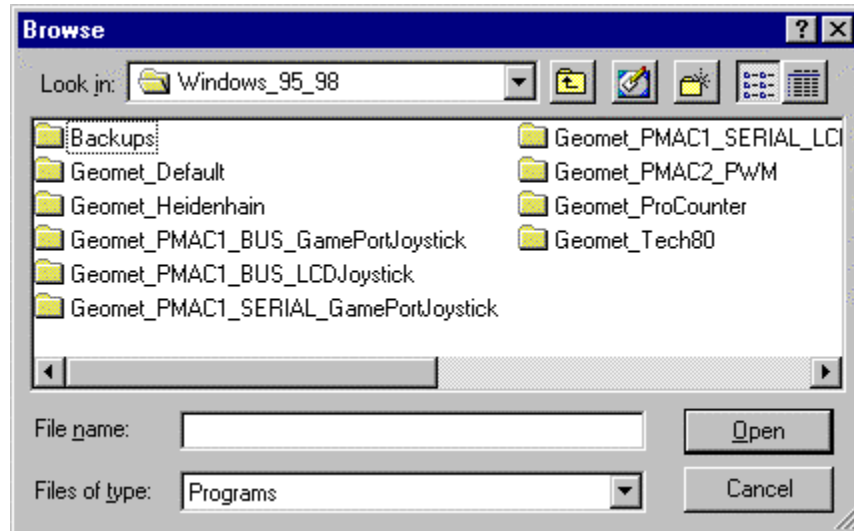 Browse
Look in: Windows_95_98
Backups
Geomet_Default
Geomet_Heidenhain
Geomet_PMAC1_BUS_GamePortJoystick
Geomet_PMAC1_BUS_LCDJoystick
Geomet_PMAC1_SERIAL_GamePortJoystick
Geomet_PMAC1_SERIAL_LCI
Geomet_PMAC2_PWM
Geomet_ProCounter
Geomet_Tech80
File name:
Open
Files of type: Programs
Cancel